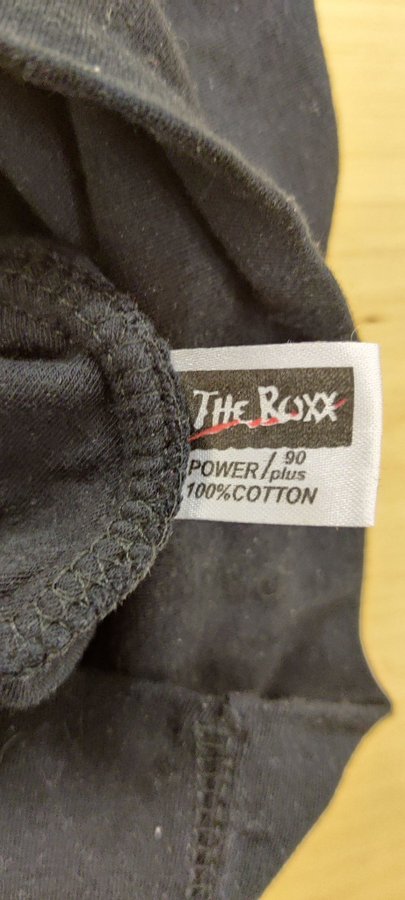 THE ROXX
POWER/90 plus
100%COTTON